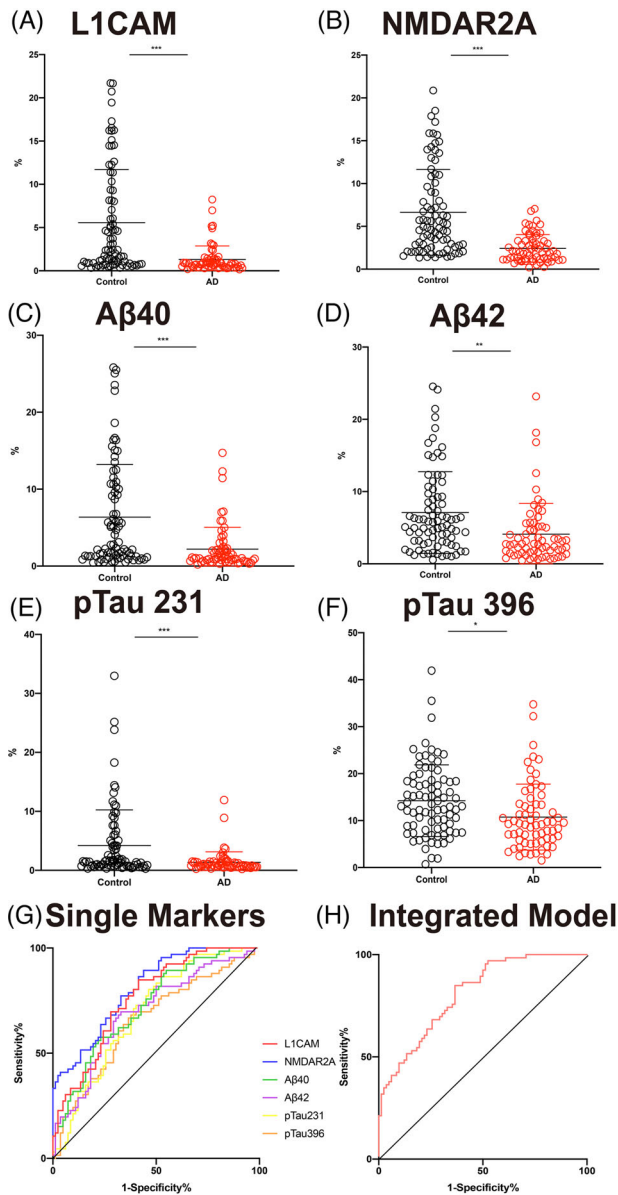 (A) L1CAM
***
25
20
15
10
5
0
%
Control AD
(B) NMDAR2A
***
25
20
15
10
5
0
%
Control AD
(C) Aβ40
***
30
20
10
0
%
Control AD
(D) Aβ42
**
30
20
10
0
%
Control AD
(E) pTau 231
***
40
30
20
10
0
%
Control AD
(F) pTau 396
*
50
40
30
20
10
0
%
Control AD
(G) Single Markers
100
50
0
Sensitivity%
L1CAM
NMDAR2A
Aβ40
Aβ42
pTau231
pTau396
0 50 100
1-Specificity%
(H) Integrated Model
100
50
0
Sensitivity%
0 50 100
1-Specificity%